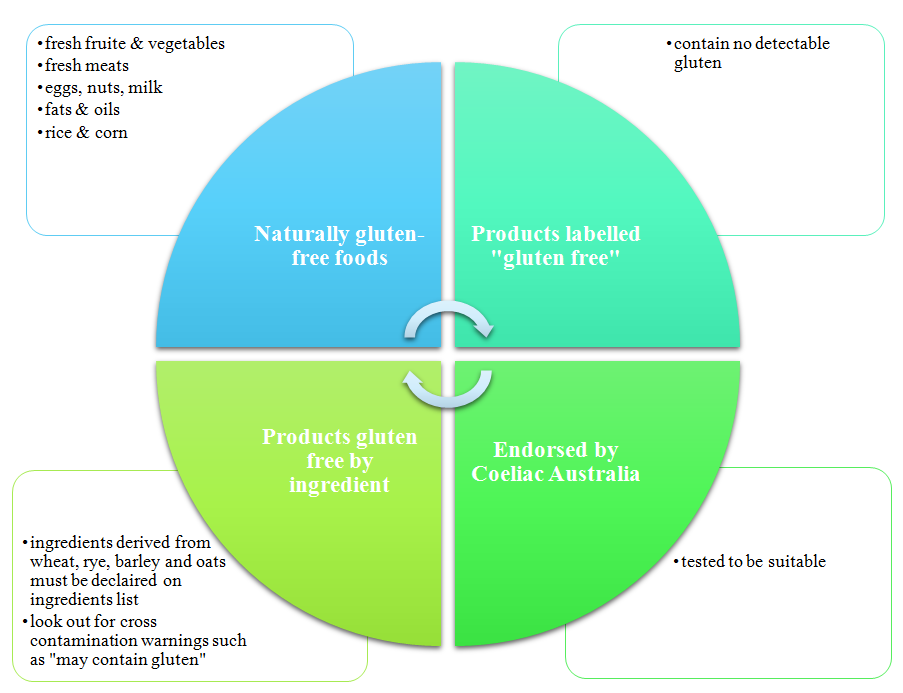 •fresh fruite & vegetables
•fresh meats
•eggs, nuts, milk
•fats & oils
•rice & corn
•contain no detectable
gluten
Naturally gluten-
free foods
Products labelled
"gluten free"
Products gluten
free by
ingredient
Endorsed by
Coeliac Australia
•ingredients derived from
wheat, rye, barley and oats
must be declaired on
ingredients list
•look out for cross
contamination warnings such
as "may contain gluten"
•tested to be suitable